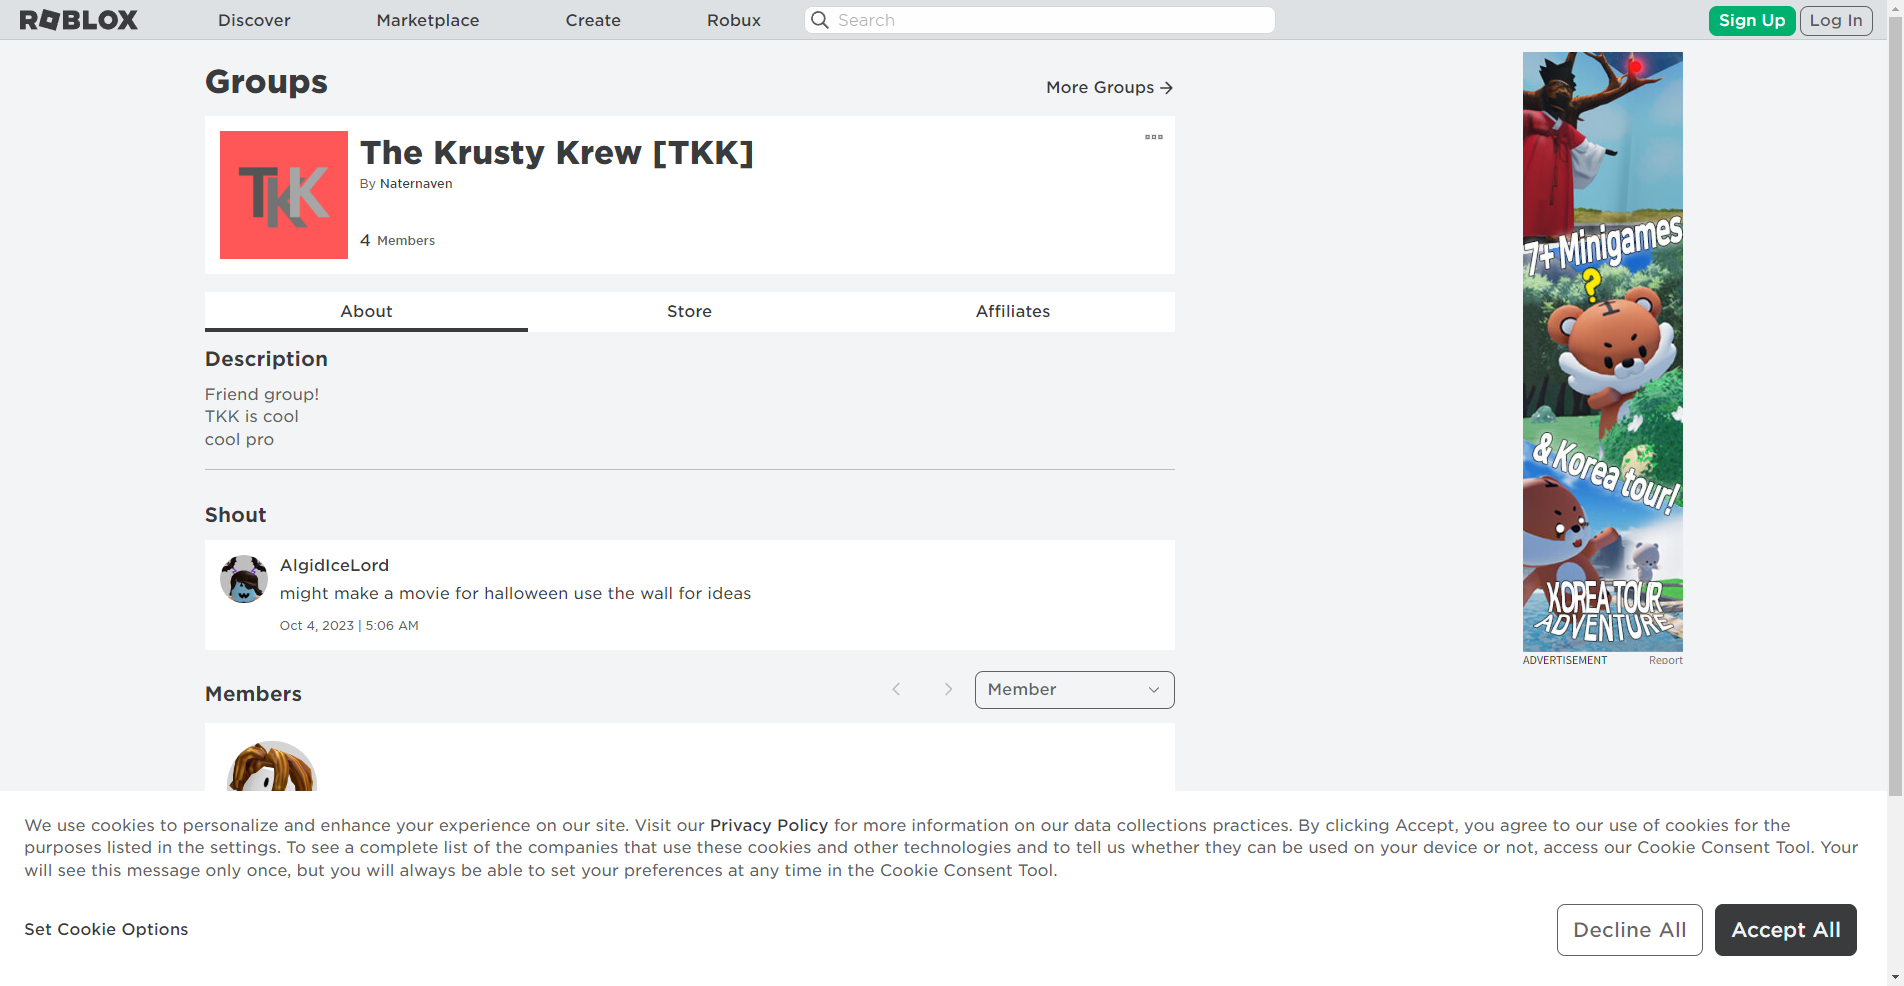 ROBLOX
Discover
Marketplace
Create
Robux
Search
Sign Up
Log In
Groups
More Groups
TKK
The Krusty Krew [TKK]
By Naternaven
4 Members
About
Store
Affiliates
Description
Friend group!
TKK is cool
cool pro
Shout
AlgidIceLord
might make a movie for halloween use the wall for ideas
Oct 4, 2023 | 5:06 AM
Members
Member
7+ Minigames
?
& Korea tour!
KOREA TOUR
ADVENTURE
ADVERTISEMENT
Report
We use cookies to personalize and enhance your experience on our site. Visit our Privacy Policy for more information on our data collections practices. By clicking Accept, you agree to our use of cookies for the
purposes listed in the settings. To see a complete list of the companies that use these cookies and other technologies and to tell us whether they can be used on your device or not, access our Cookie Consent Tool. Your
will see this message only once, but you will always be able to set your preferences at any time in the Cookie Consent Tool.
Set Cookie Options
Decline All
Accept All